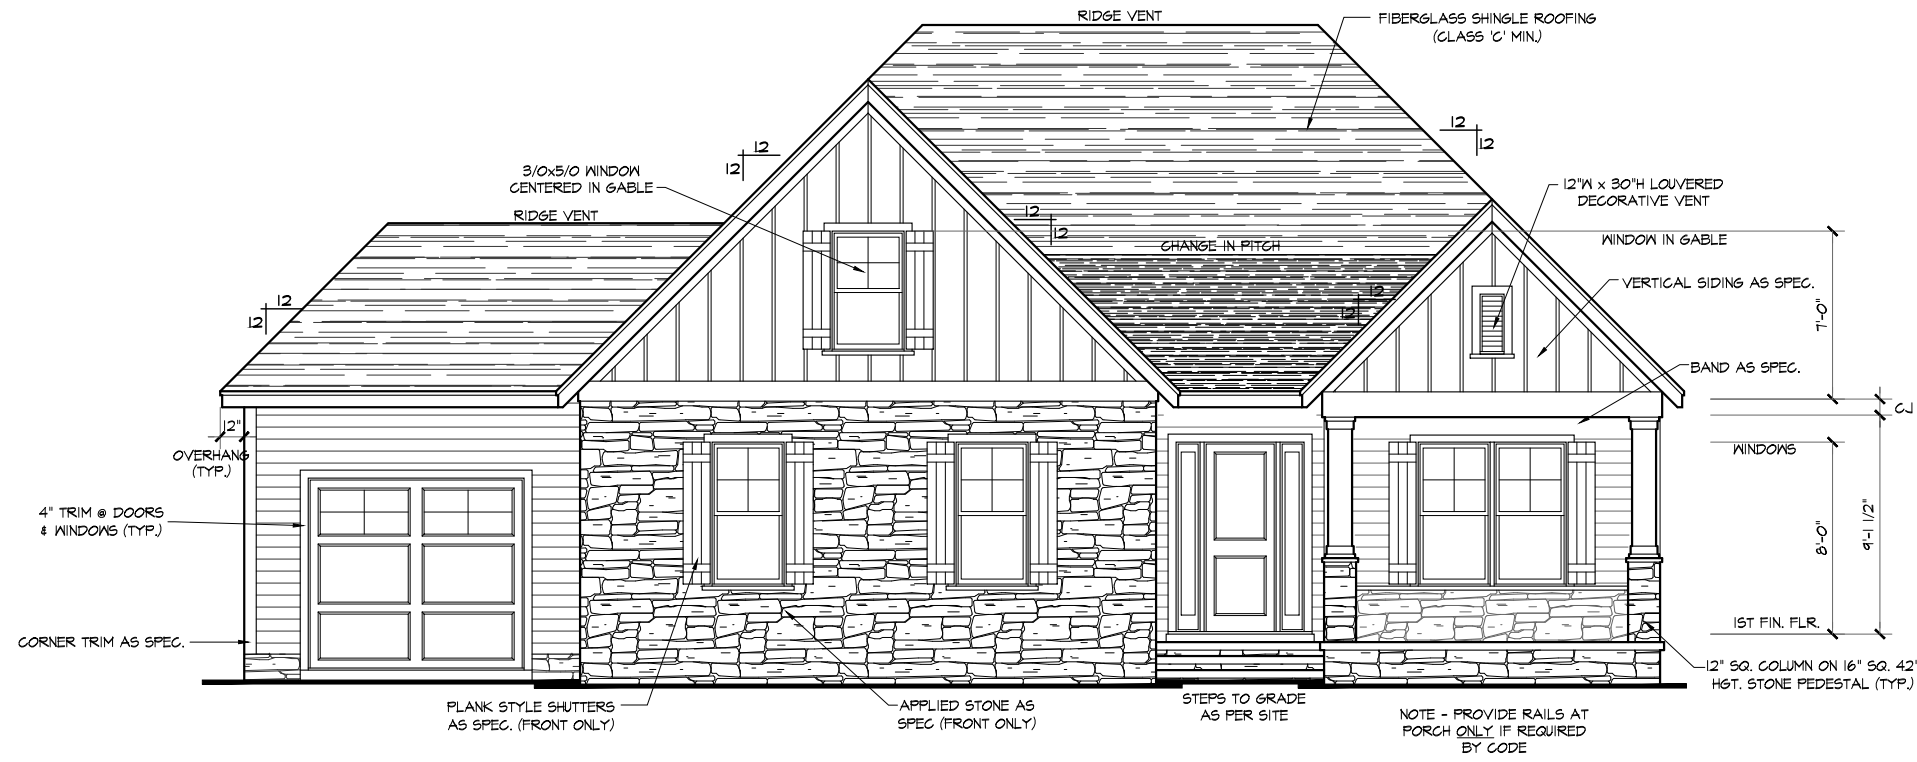 RIDGE VENT
FIBERGLASS SHINGLE ROOFING
(CLASS 'C' MIN.)
12
12
12
12
3/0x5/0 WINDOW
CENTERED IN GABLE
12"W x 30"H LOUVERED
DECORATIVE VENT
RIDGE VENT
12
12
CHANGE IN PITCH
WINDOW IN GABLE
VERTICAL SIDING AS SPEC.
12
12
12
12
7'-0"
BAND AS SPEC.
CJ
12"
OVERHANG
(TYP.)
WINDOWS
4" TRIM @ DOORS
& WINDOWS (TYP.)
8'-0"
9'-1 1/2"
1ST FIN. FLR.
CORNER TRIM AS SPEC.
12" SQ. COLUMN ON 16" SQ. 42"
HGT. STONE PEDESTAL (TYP.)
PLANK STYLE SHUTTERS
AS SPEC. (FRONT ONLY)
APPLIED STONE AS
SPEC (FRONT ONLY)
STEPS TO GRADE
AS PER SITE
NOTE - PROVIDE RAILS AT
PORCH ONLY IF REQUIRED
BY CODE